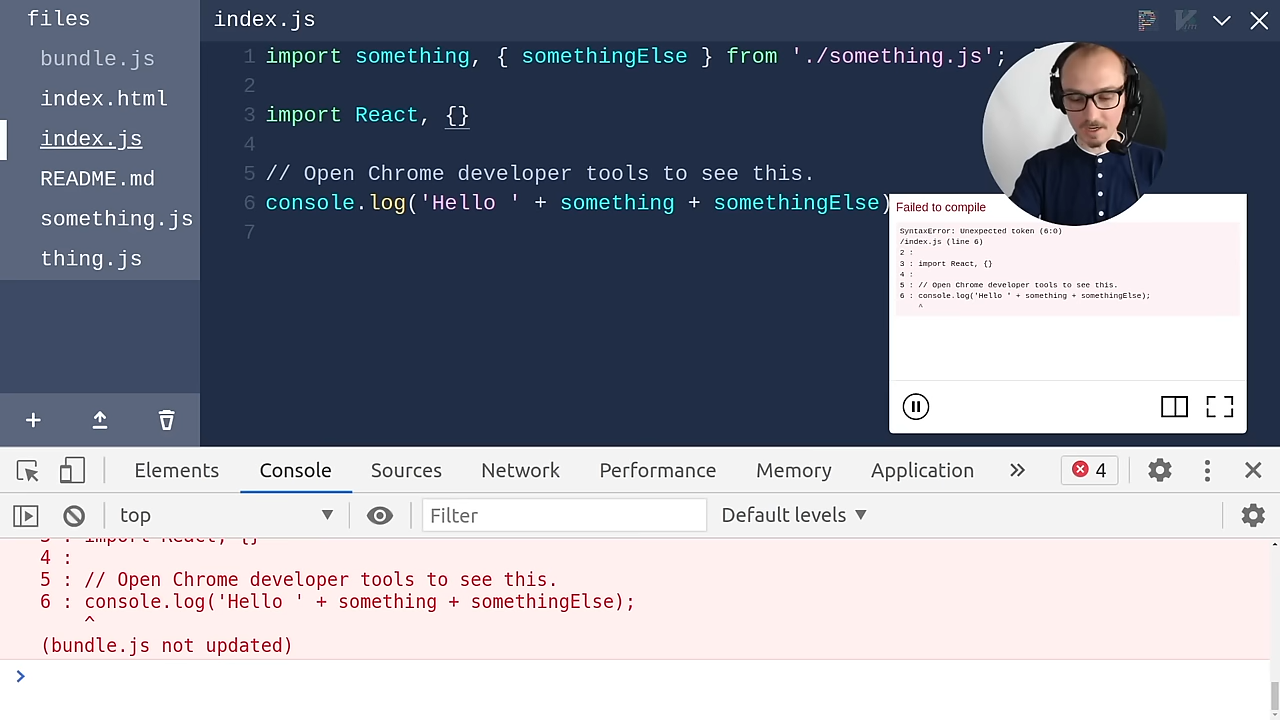 files
bundle.js
index.html
index.js
README.md
something.js
thing.js
index.js
1 import something, { somethingElse } from './something.js';
2
3 import React, {}
4
5 // Open Chrome developer tools to see this.
6 console.log('Hello ' + something + somethingElse)
7
Failed to compile
SyntaxError: Unexpected token (6:0)
/index.js (line 6)
2 :
3 : import React, {}
4 :
5 : // Open Chrome developer tools to see this.
6 : console.log('Hello ' + something + somethingElse);
^
Elements Console Sources Network Performance Memory Application 4
top Filter Default levels
3 : import React, {}
4 :
5 : // Open Chrome developer tools to see this.
6 : console.log('Hello ' + something + somethingElse);
^
(bundle.js not updated)